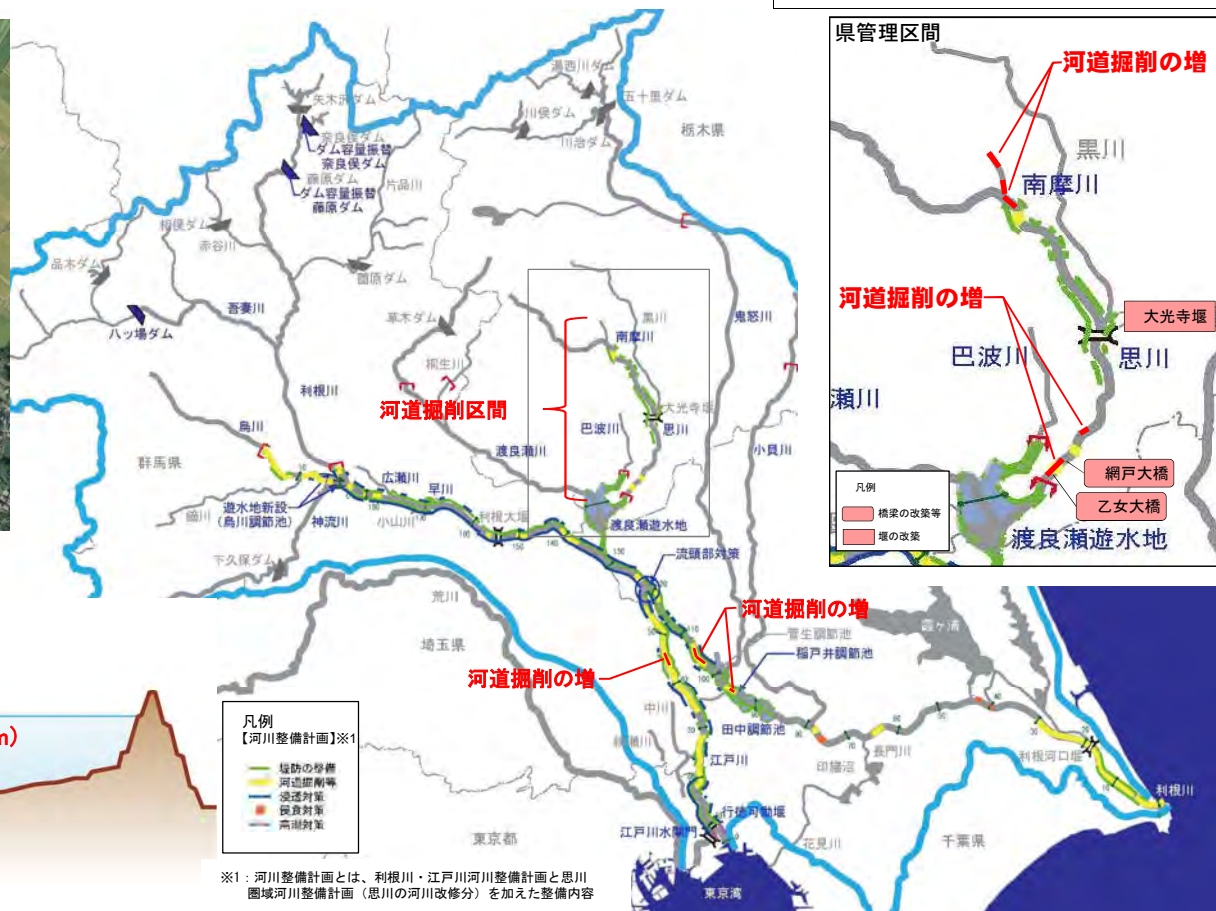 湯西川ダム
五十里ダム
矢木沢ダム
川俣ダム
栃木県
奈良俣ダム
ダム容量振替
奈良俣ダム
川治ダム
藤原ダム
ダム容量振替
藤原ダム
片品川
相俣ダム
赤谷川
品木ダム
薗原ダム
吾妻川
八ッ場ダム
草木ダム
黒川
南摩川
鬼怒川
桐生川
利根川
河道掘削区間
大光寺堰
巴波川
思川
小貝川
烏川
渡良瀬川
群馬県
広瀬川
早川
遊水地新設
(烏川調節池)
鏑川
神流川
小山川
利根大堰
渡良瀬遊水地
下久保ダム
流頭部対策
荒川
河道掘削の増
菅生調節池
霞ヶ浦
埼玉県
稲戸井調節池
河道掘削の増
中川
田中調節池
長門川
江戸川
印旛沼
利根河口堰
利根川
行徳可動堰
江戸川水閘門
東京都
花見川
千葉県
東京湾
m)
凡例
【河川整備計画】※1
堤防の整備
河道掘削等
浸透対策
侵食対策
高潮対策
※1：河川整備計画とは、利根川・江戸川河川整備計画と思川
圏域河川整備計画（思川の河川改修分）を加えた整備内容
県管理区間
河道掘削の増
黒川
南摩川
河道掘削の増
大光寺堰
巴波川
思川
瀬川
網戸大橋
乙女大橋
凡例
橋梁の改築等
堰の改築
渡良瀬遊水地